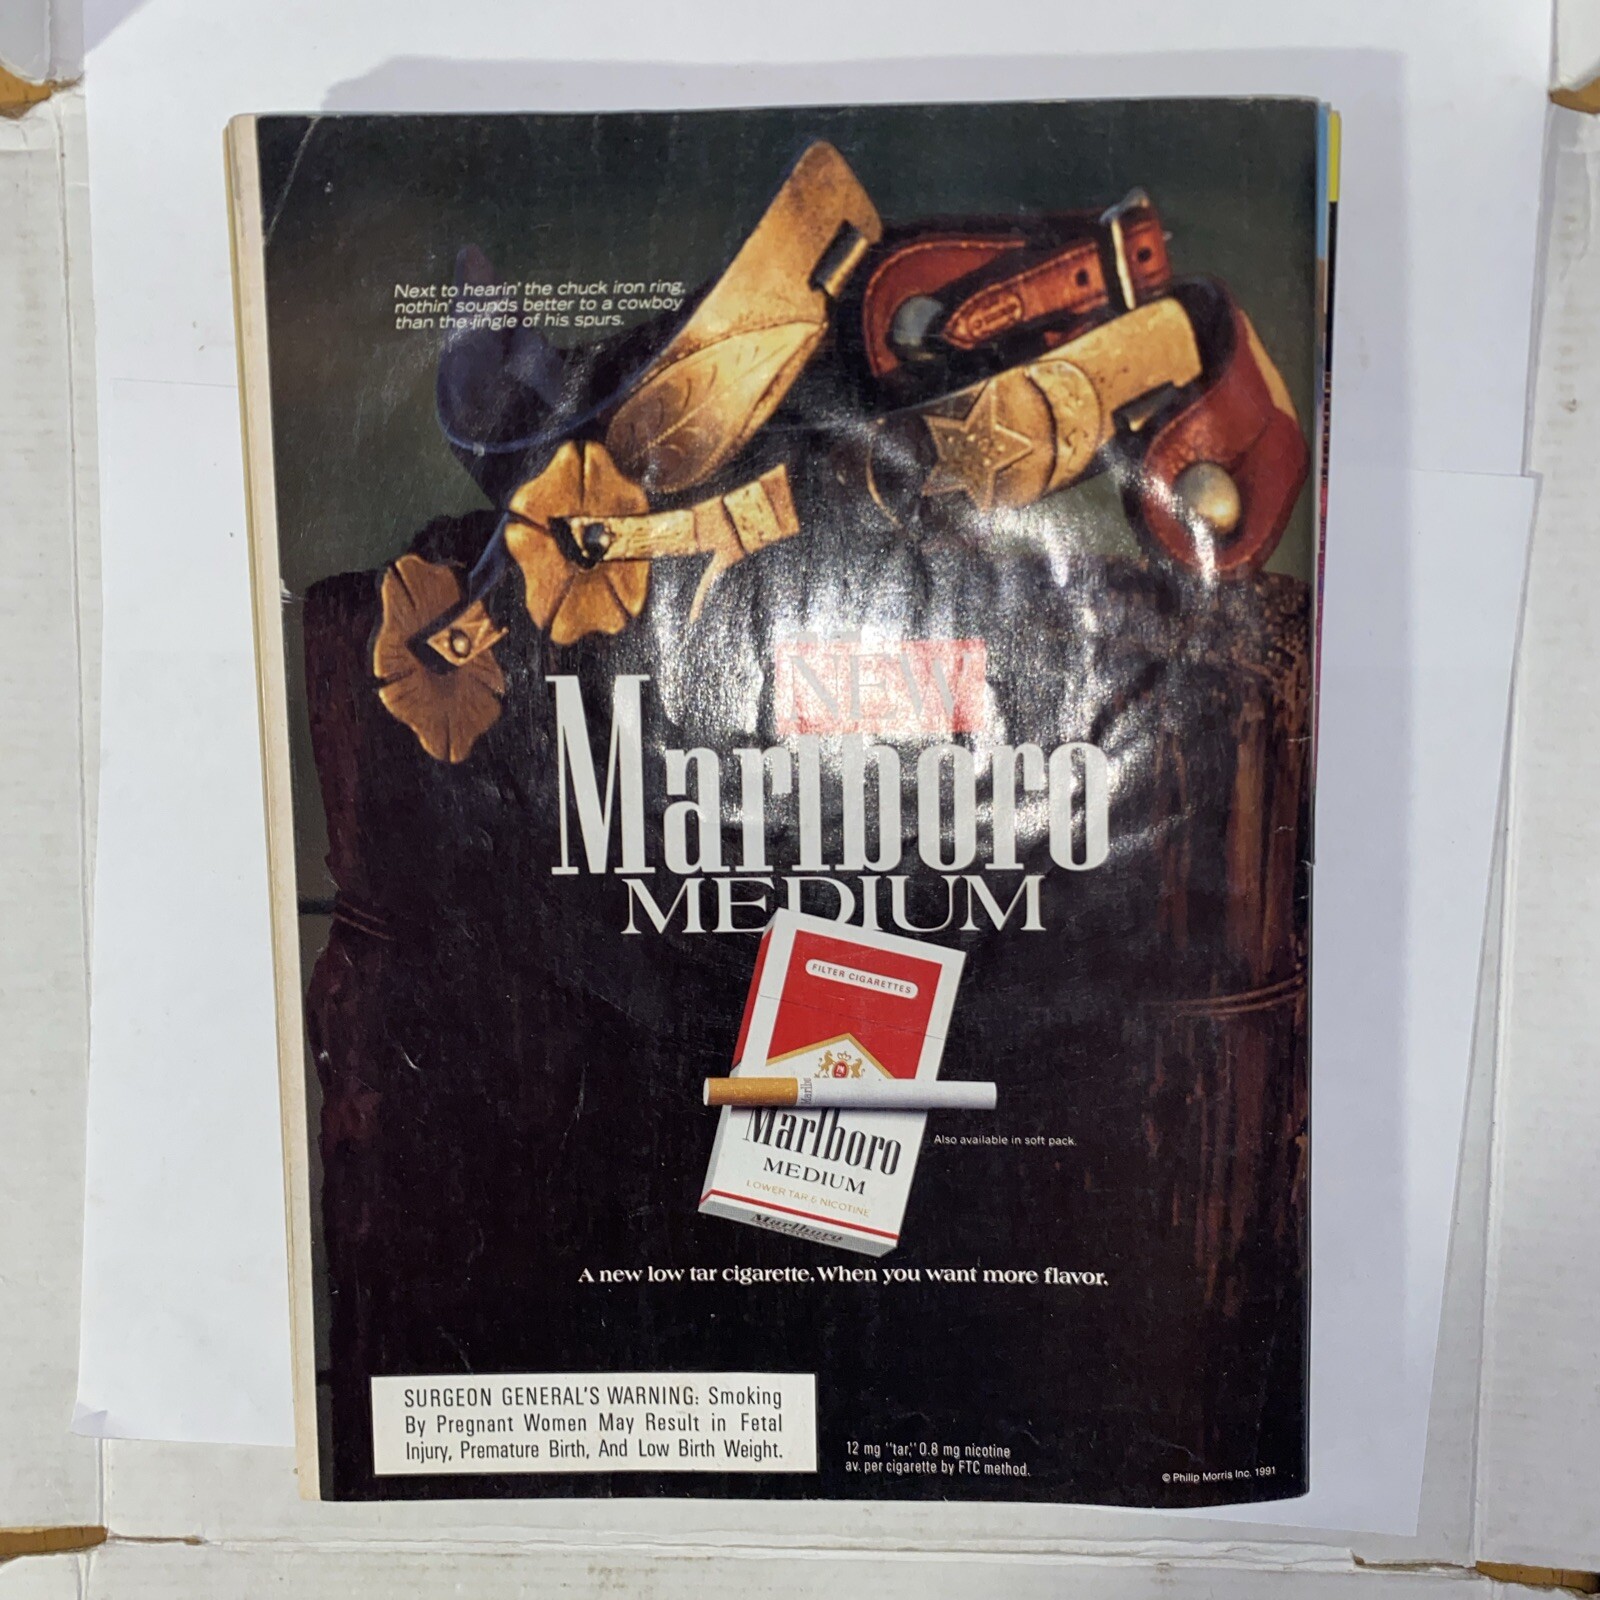 Next to hearin' the chuck iron ring,
nothin' sounds better to a cowboy
than the jingle of his spurs.
NEW
Marlboro
MEDIUM
FILTER CIGARETTES
Marlboro
Also available in soft pack.
Marlboro
MEDIUM
LOWER TAR & NICOTINE
Marlboro
A new low tar cigarette. When you want more flavor.
SURGEON GENERAL'S WARNING: Smoking
By Pregnant Women May Result in Fetal
Injury, Premature Birth, And Low Birth Weight.
12 mg "tar," 0.8 mg nicotine
av. per cigarette by FTC method.
© Philip Morris Inc. 1991